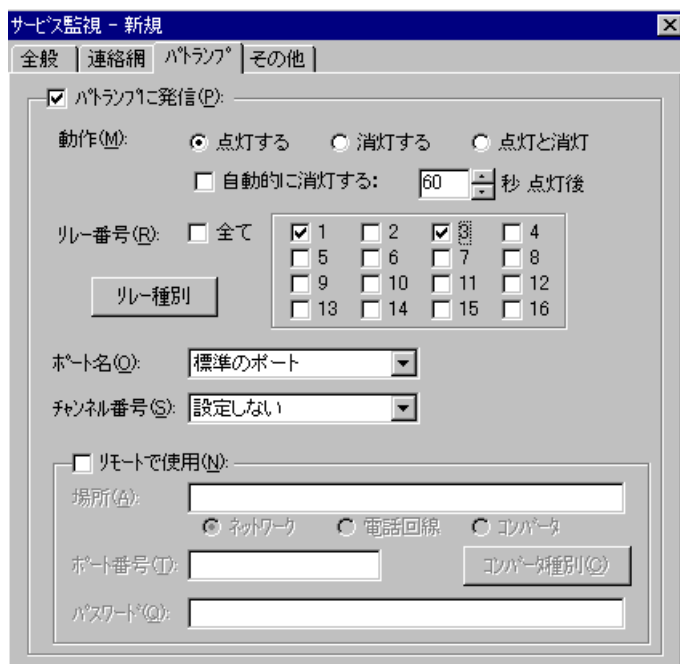 サービス監視 - 新規
全般 連絡網 パトランプ その他
パトランプに発信(P):
動作(M): 点灯する 消灯する 点灯と消灯
自動的に消灯する: 60 秒 点灯後
リレー番号(R): 全て 1 2 3 4
5 6 7 8
リレー種別 9 10 11 12
13 14 15 16
ポート名(O): 標準のポート
チャンネル番号(S): 設定しない
リモートで使用(N):
場所(A):
ネットワーク 電話回線 コンバータ
ポート番号(T): コンバータ種別(C)
パスワード(Q):